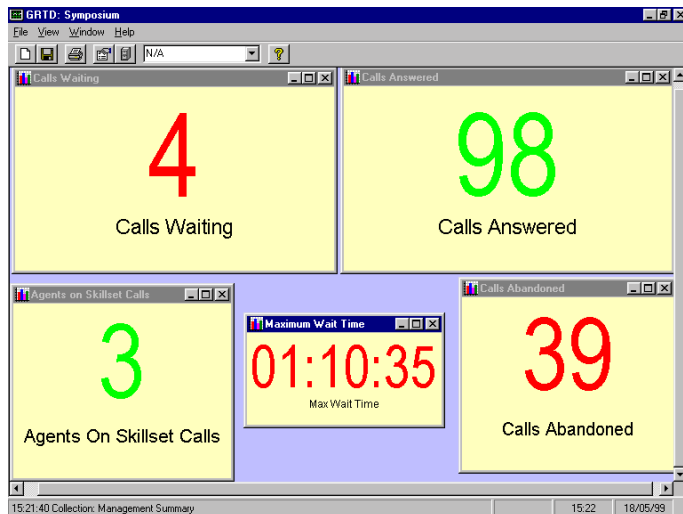 GRTD: Symposium
File View Window Help
N/A
Calls Waiting
4
Calls Waiting
Calls Answered
98
Calls Answered
Agents on Skillset Calls
3
Agents On Skillset Calls
Maximum Wait Time
01:10:35
Max Wait Time
Calls Abandoned
39
Calls Abandoned
15:21:40 Collection: Management Summary 15:22 18/05/99